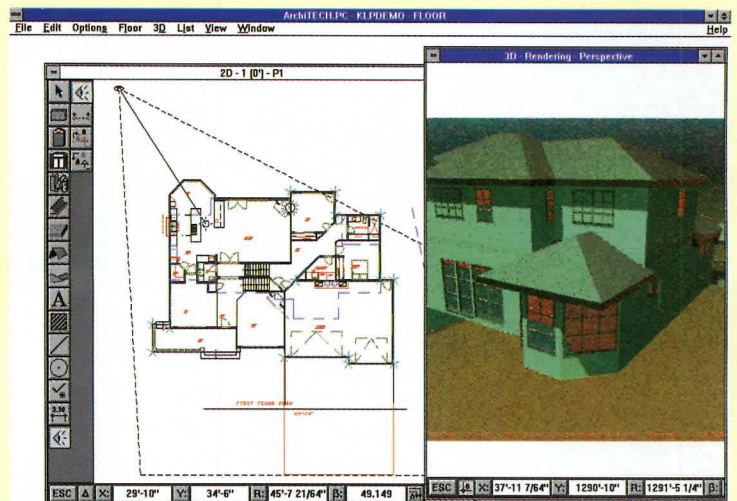 ArchiTECH.PC - KLPDEMO - FLOOR
File Edit Options Floor 3D List View Window Help
2D - 1 (0') - P1
3D - Rendering - Perspective
A
2.10
FIRST FLOOR PLAN
ESC Δ X: 29'-10" Y: 34'-6" R: 45'-7 21/64" β: 49.149
ESC X: 37'-11 7/64" Y: 1290'-10" R: 1291'-5 1/4" β: